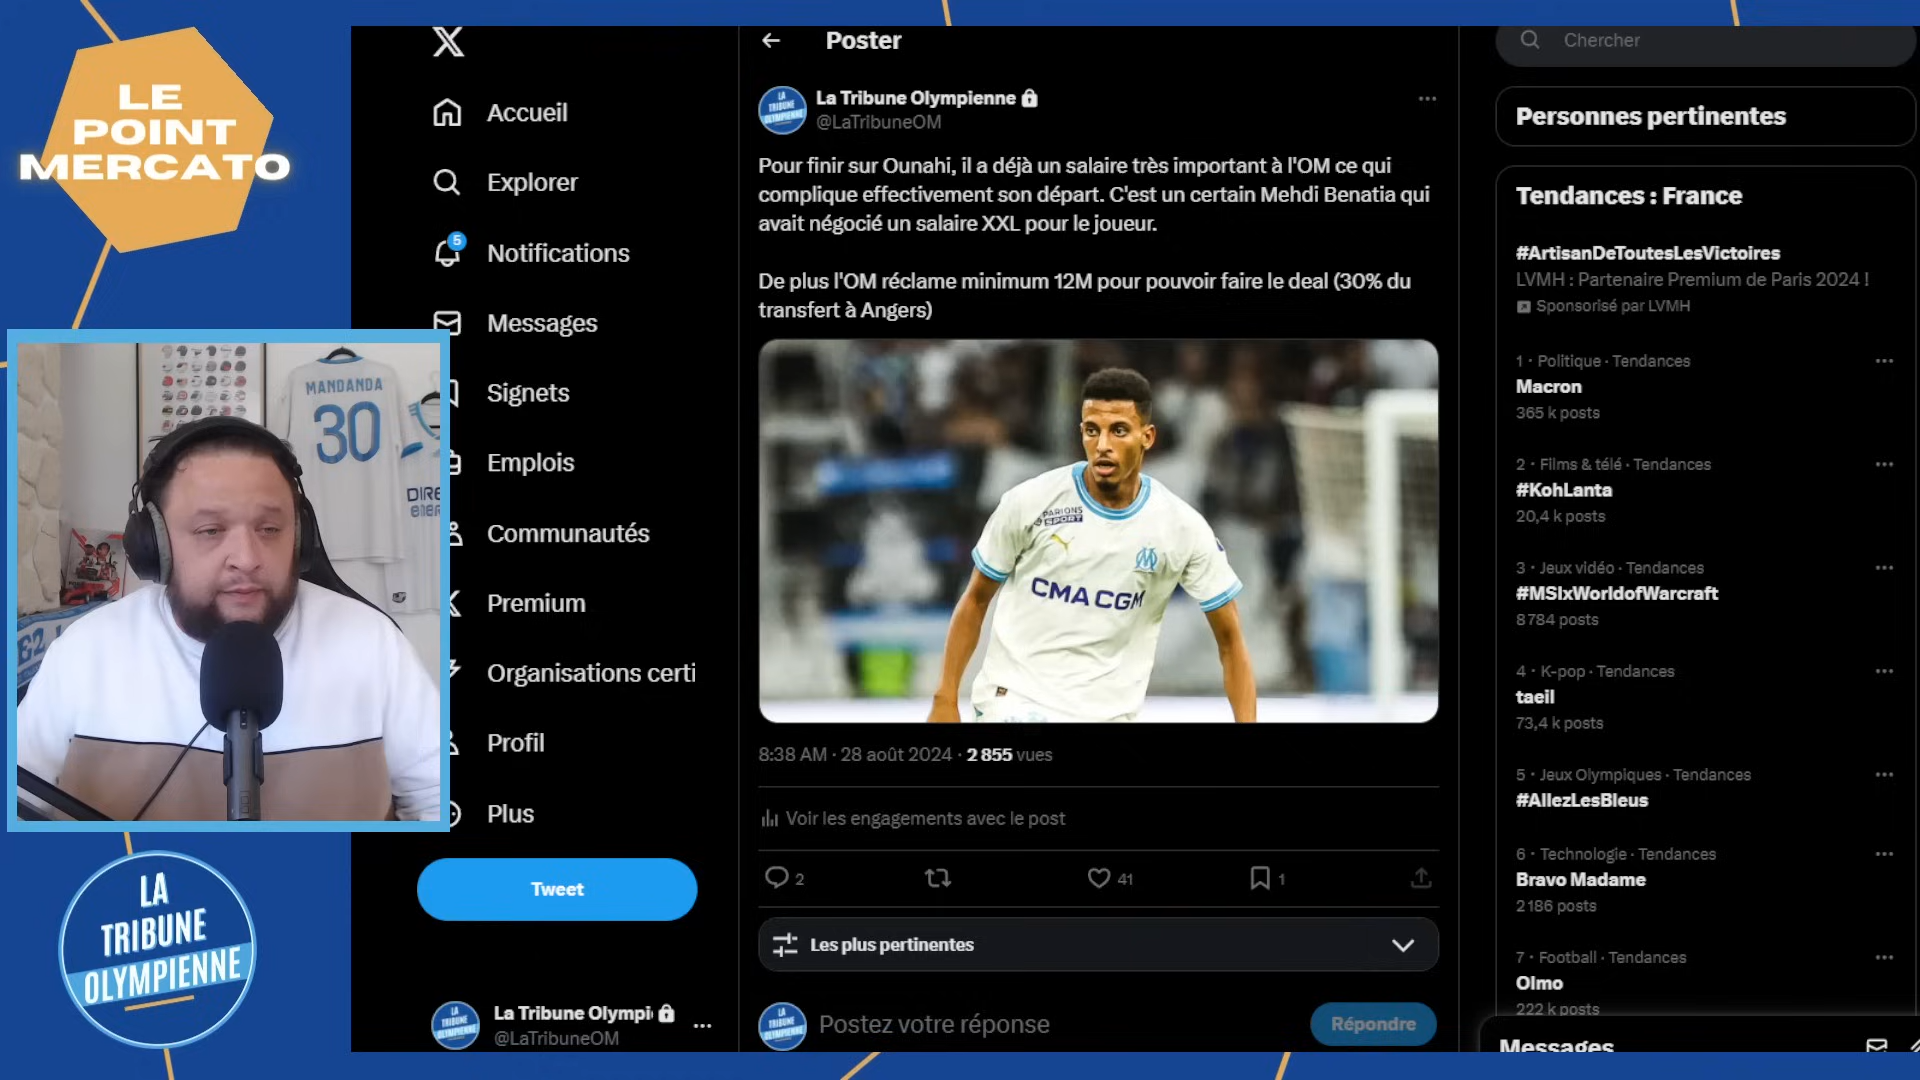 LE
POINT
MERCATO
MANDANDA
30
DIRE
LA
TRIBUNE
OLYMPIENNE
Accueil
Explorer
5
Notifications
Messages
Signets
Emplois
Communautés
Premium
Organisations certi
Profil
Plus
Tweet
La Tribune Olympi
@LaTribuneOM
Poster
La Tribune Olympienne
@LaTribuneOM
Pour finir sur Ounahi, il a déjà un salaire très important à l'OM ce qui
complique effectivement son départ. C'est un certain Mehdi Benatia qui
avait négocié un salaire XXL pour le joueur.
De plus l'OM réclame minimum 12M pour pouvoir faire le deal (30% du
transfert à Angers)
PARIONS
SPORT
CMA CGM
8:38 AM · 28 août 2024 · 2 855 vues
Voir les engagements avec le post
2
41
1
Les plus pertinentes
Postez votre réponse
Répondre
Chercher
Personnes pertinentes
Tendances : France
#ArtisanDeToutesLesVictoires
LVMH : Partenaire Premium de Paris 2024 !
Sponsorisé par LVMH
1 · Politique · Tendances
Macron
365 k posts
2 · Films & télé · Tendances
#KohLanta
20,4 k posts
3 · Jeux vidéo · Tendances
#MSIxWorldofWarcraft
8 784 posts
4 · K-pop · Tendances
taeil
73,4 k posts
5 · Jeux Olympiques · Tendances
#AllezLesBleus
6 · Technologie · Tendances
Bravo Madame
2 186 posts
7 · Football · Tendances
Olmo
222 k posts
Messages